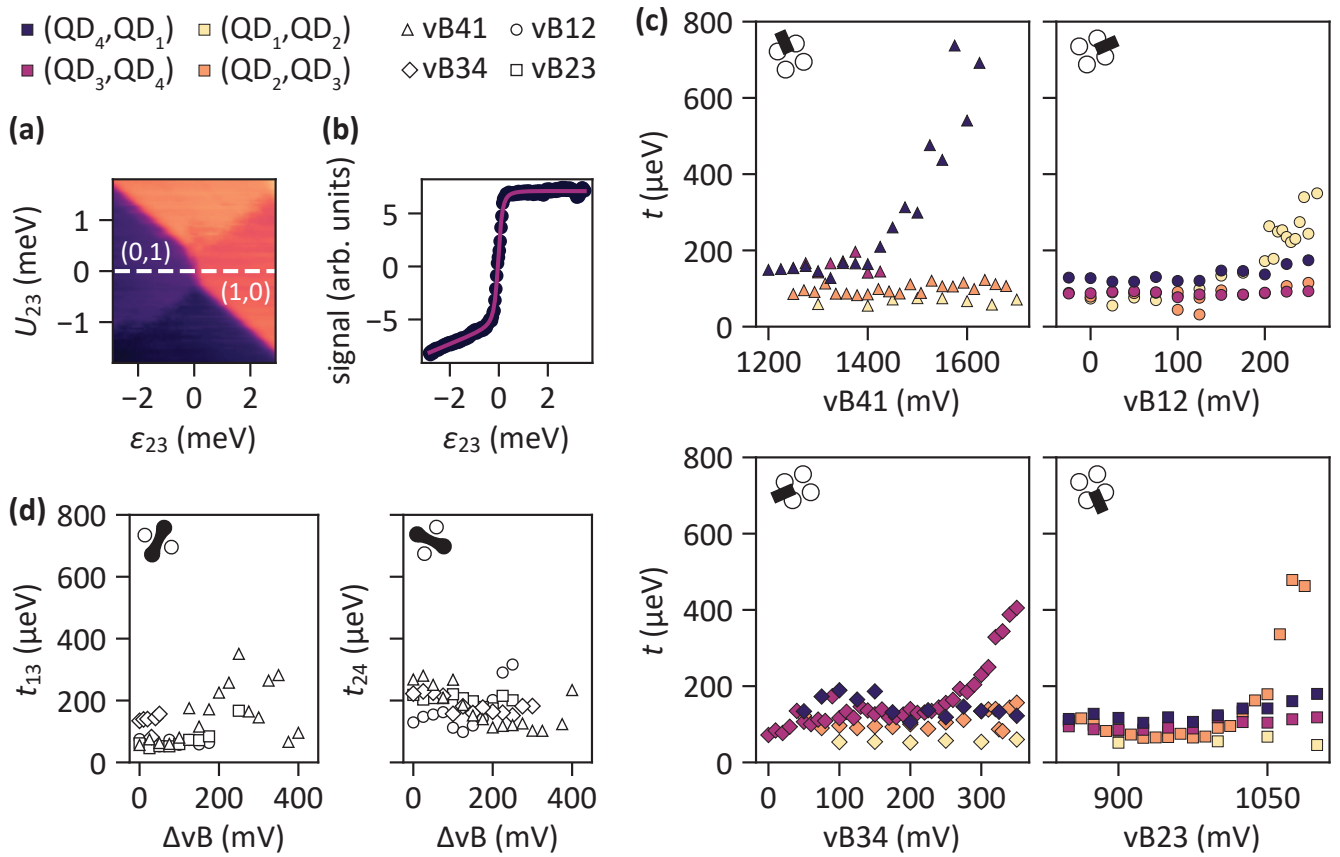 (QD4,QD1) (QD1,QD2) vB41 vB12
(QD3,QD4) (QD2,QD3) vB34 vB23
(a)
U23 (meV)
1
0
−1
(0,1)
(1,0)
−2 0 2
ε23 (meV)
(b)
signal (arb. units)
5
0
−5
−2 0 2
ε23 (meV)
(c)
t (μeV)
800
600
400
200
0
1200 1400 1600
vB41 (mV)
0 100 200
vB12 (mV)
t (μeV)
800
600
400
200
0
0 100 200 300
vB34 (mV)
900 1050
vB23 (mV)
(d)
t13 (μeV)
800
600
400
200
0
0 200 400
ΔvB (mV)
t24 (μeV)
0 200 400
ΔvB (mV)